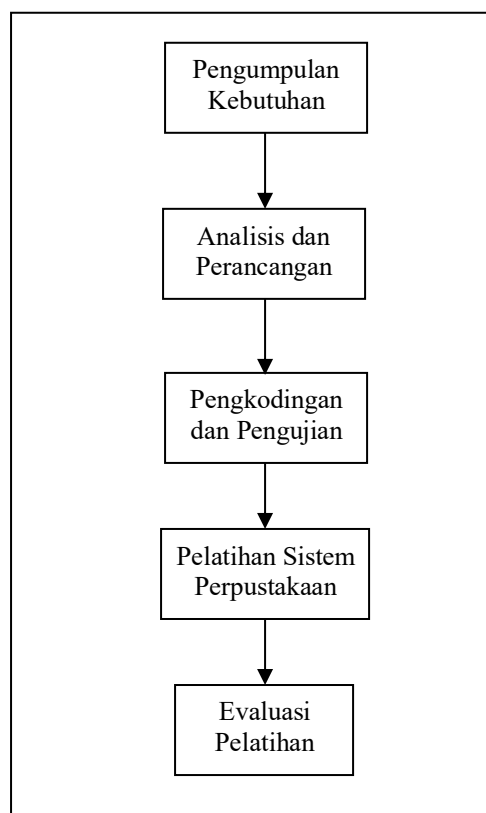 Pengumpulan
Kebutuhan
Analisis dan
Perancangan
Pengkodingan
dan Pengujian
Pelatihan Sistem
Perpustakaan
Evaluasi
Pelatihan